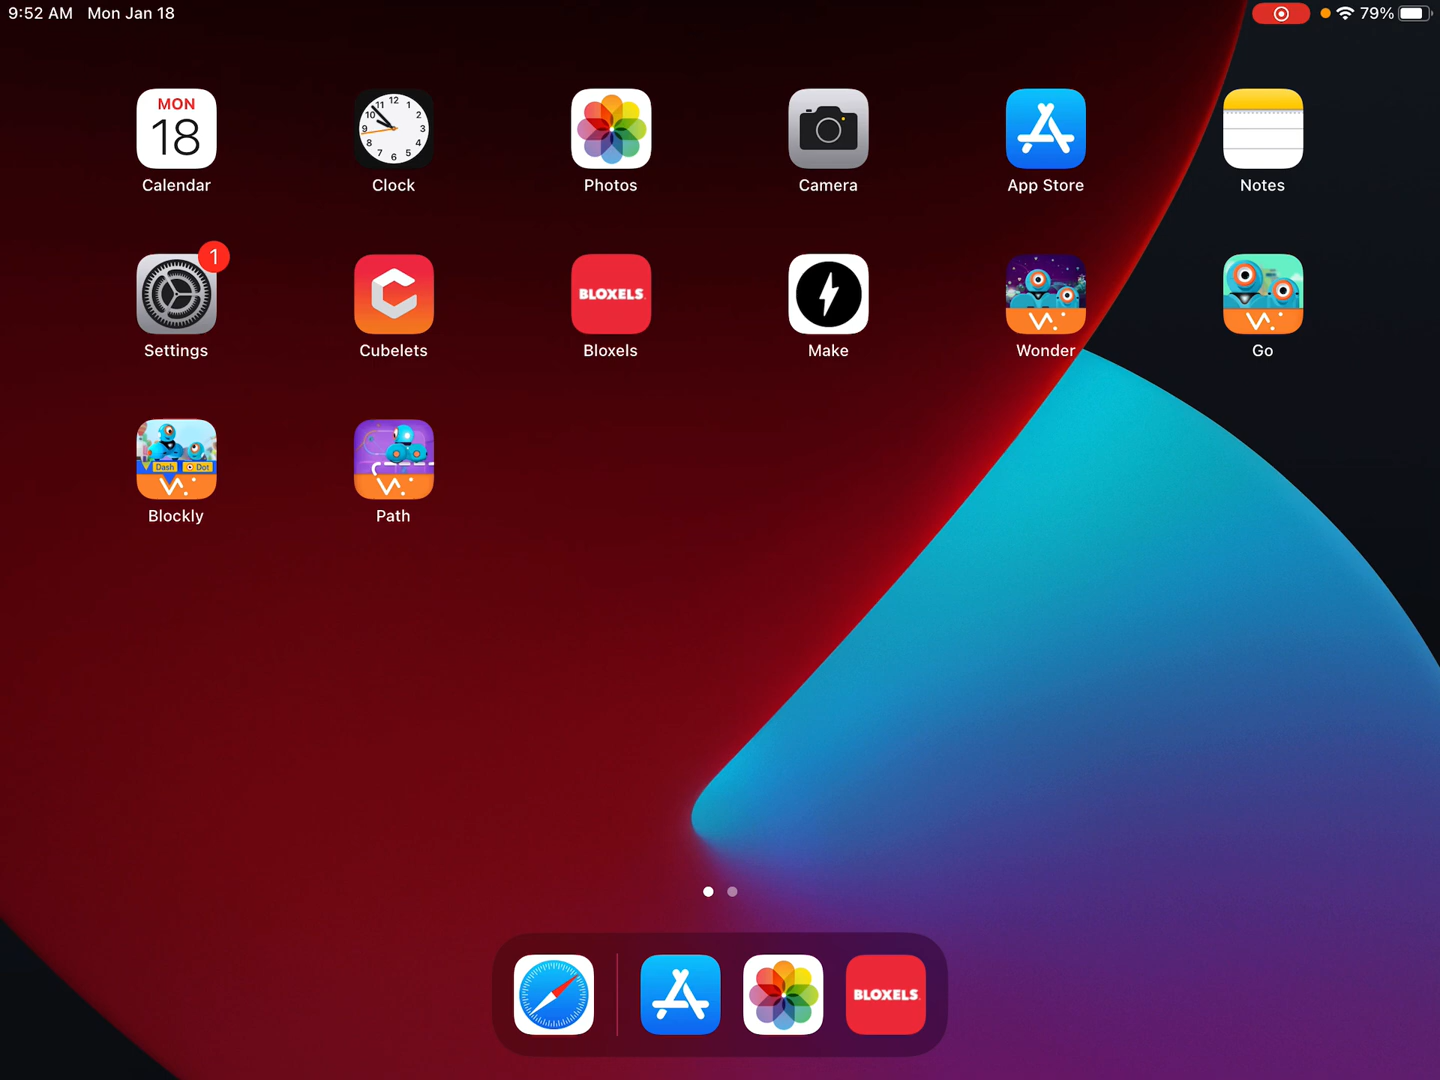 9:52 AM Mon Jan 18
79%
MON
18
12
1
2
3
4
5
6
7
8
9
10
11
Calendar
Clock
Photos
Camera
App Store
Notes
1
BLOXELS
Settings
Cubelets
Bloxels
Make
Wonder
Go
Dash
Dot
Blockly
Path
BLOXELS